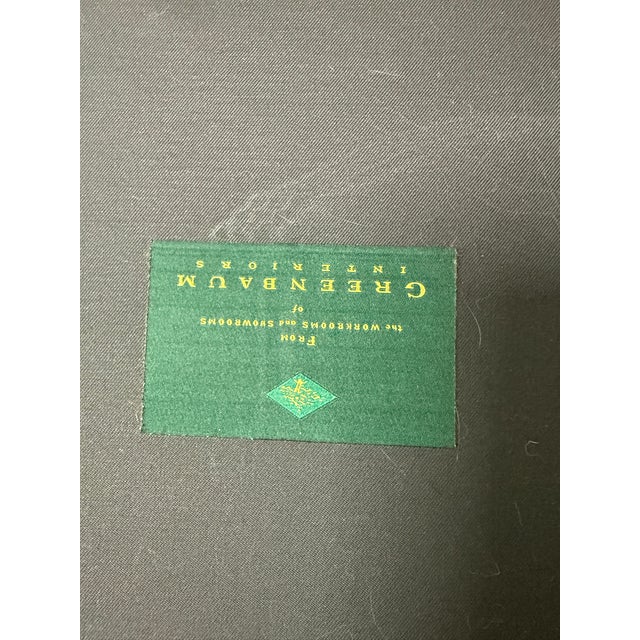 FROM
the WORKROOMS and SHOWROOMS
of
GREENBAUM
INTERIORS